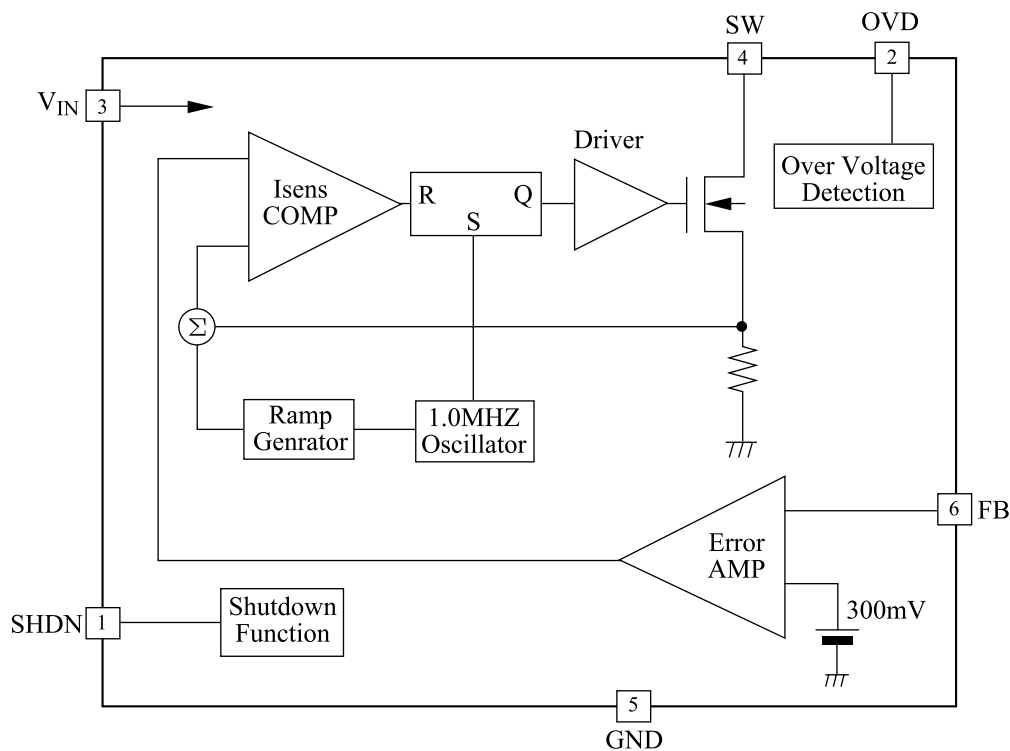 SW
OVD
4
2
VIN
3
Driver
Over Voltage
Detection
Isens
COMP
R
Q
S
Σ
Ramp
Genrator
1.0MHZ
Oscillator
6
FB
Error
AMP
300mV
SHDN
1
Shutdown
Function
5
GND